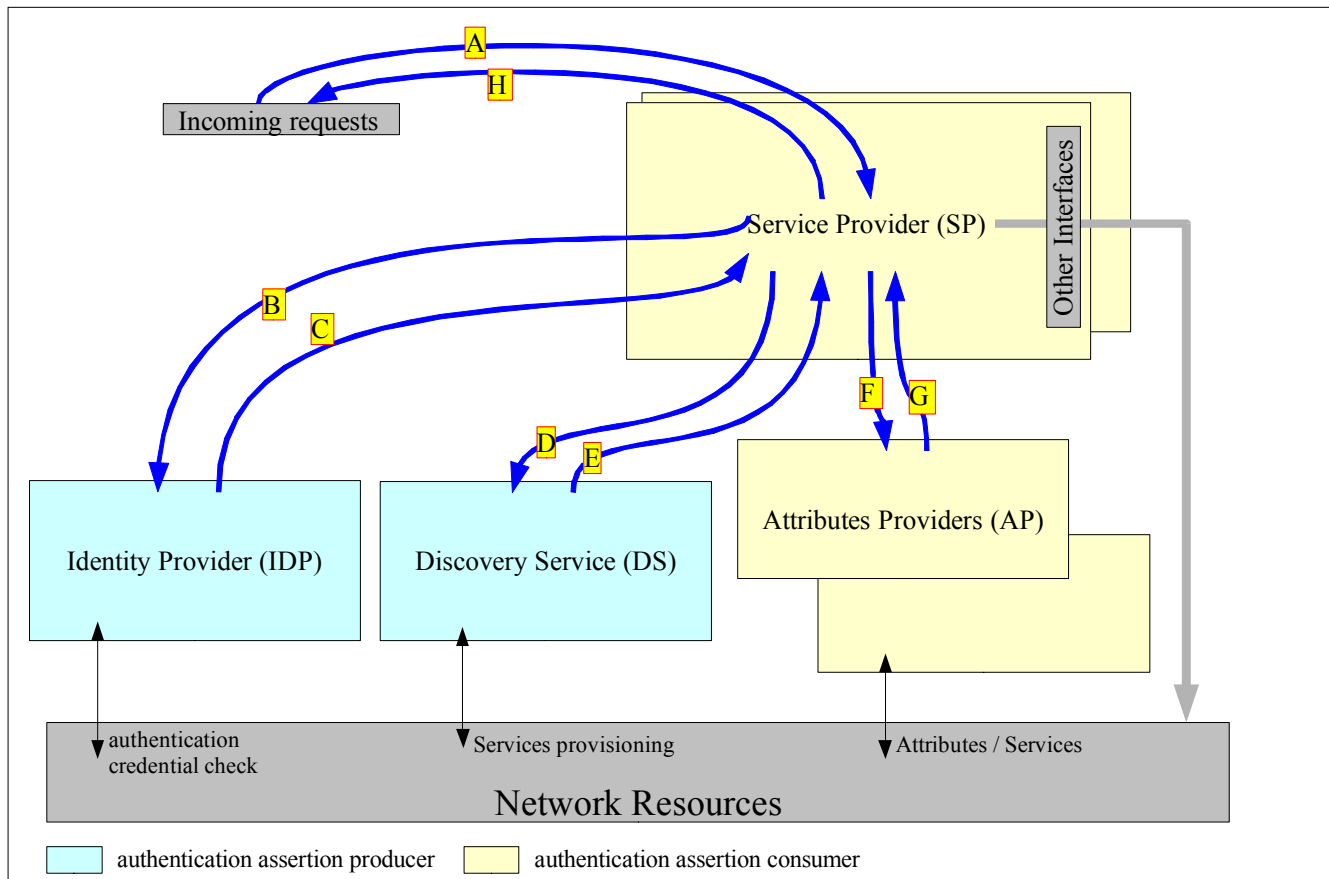 A
H
Incoming requests
Service Provider (SP)
Other Interfaces
B
C
D
E
F
G
Identity Provider (IDP)
Discovery Service (DS)
Attributes Providers (AP)
authentication
credential check
Services provisioning
Attributes / Services
Network Resources
authentication assertion producer
authentication assertion consumer